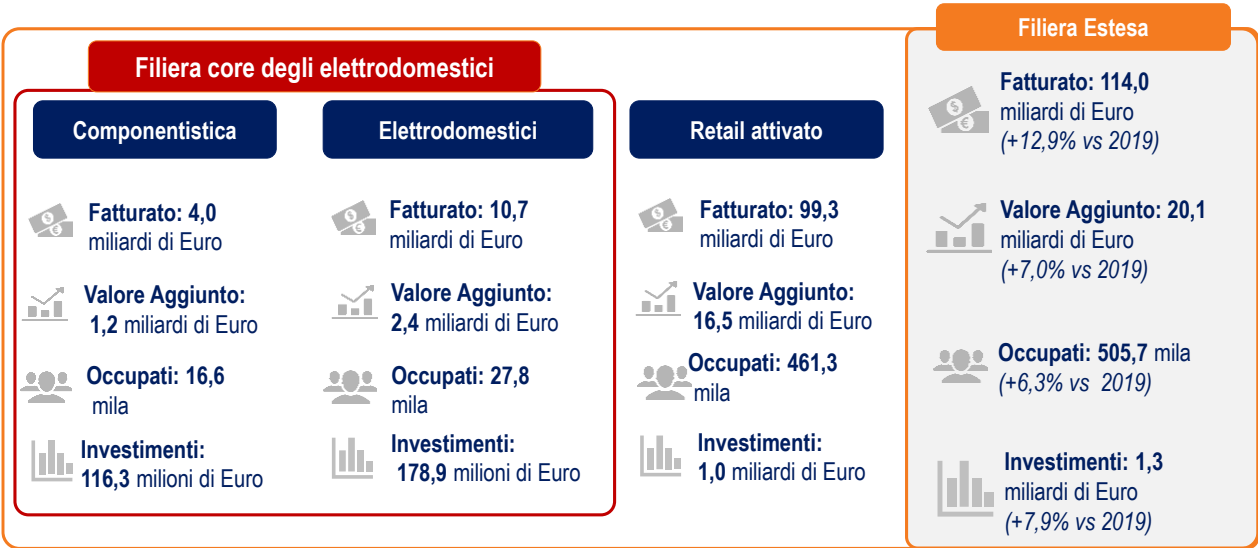 Filiera Estesa
Filiera core degli elettrodomestici
Componentistica
Fatturato: 4,0
miliardi di Euro
Valore Aggiunto:
1,2 miliardi di Euro
Occupati: 16,6
mila
Investimenti:
116,3 milioni di Euro
Elettrodomestici
Fatturato: 10,7
miliardi di Euro
Valore Aggiunto:
2,4 miliardi di Euro
Occupati: 27,8
mila
Investimenti:
178,9 milioni di Euro
Retail attivato
Fatturato: 99,3
miliardi di Euro
Valore Aggiunto:
16,5 miliardi di Euro
Occupati: 461,3
mila
Investimenti:
1,0 miliardi di Euro
Fatturato: 114,0
miliardi di Euro
(+12,9% vs 2019)
Valore Aggiunto: 20,1
miliardi di Euro
(+7,0% vs 2019)
Occupati: 505,7 mila
(+6,3% vs 2019)
Investimenti: 1,3
miliardi di Euro
(+7,9% vs 2019)